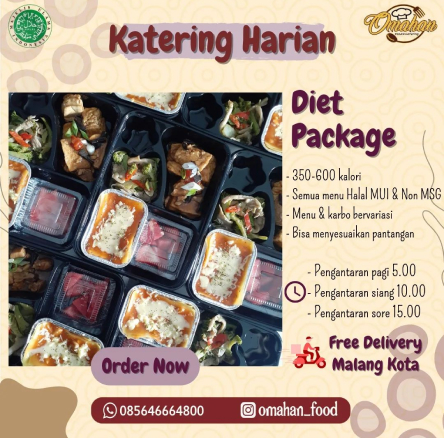 Katering Harian
Omahan
Diet
Package
- 350-600 kalori
- Semua menu Halal MUI & Non MSG
- Menu & karbo bervariasi
- Bisa menyesuaikan pantangan
- Pengantaran pagi 5.00
- Pengantaran siang 10.00
- Pengantaran sore 15.00
Free Delivery
Malang Kota
Order Now
085646664800
omahan_food